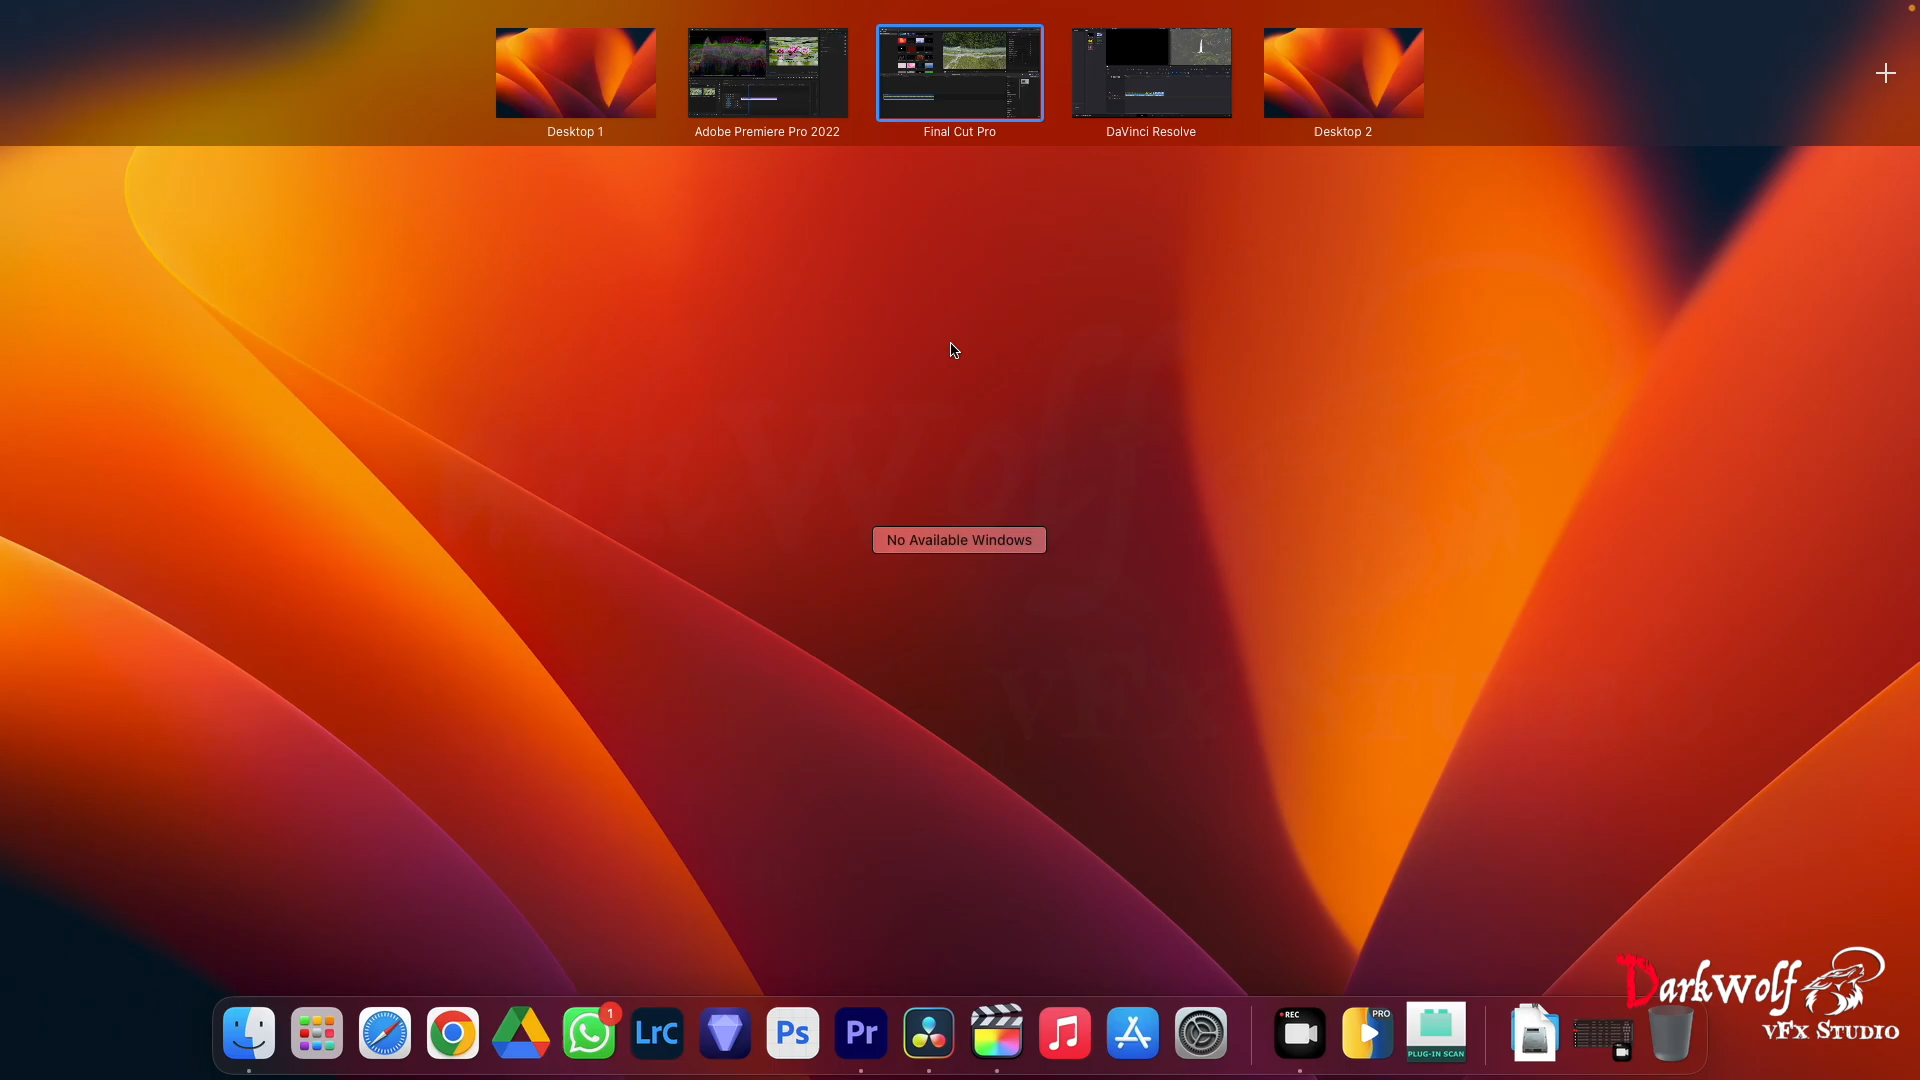 Desktop 1
Adobe Premiere Pro 2022
Final Cut Pro
DaVinci Resolve
Desktop 2
No Available Windows
1
LrC
Ps
Pr
REC
PRO
PLUG-IN SCAN
DarkWolf
vFx Studio